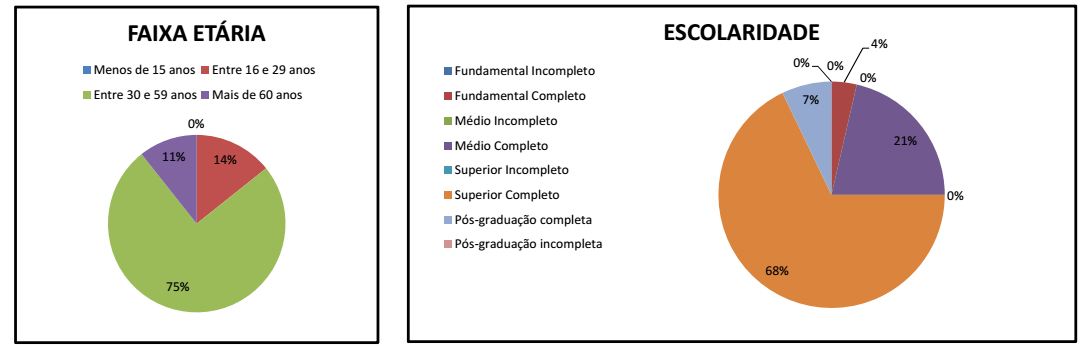 FAIXA ETÁRIA
Menos de 15 anos Entre 16 e 29 anos
Entre 30 e 59 anos Mais de 60 anos
0%
11% 14%
75%
ESCOLARIDADE
Fundamental Incompleto
Fundamental Completo
Médio Incompleto
Médio Completo
Superior Incompleto
Superior Completo
Pós-graduação completa
Pós-graduação incompleta
4%
0% 0% 0%
7%
21%
0%
68%